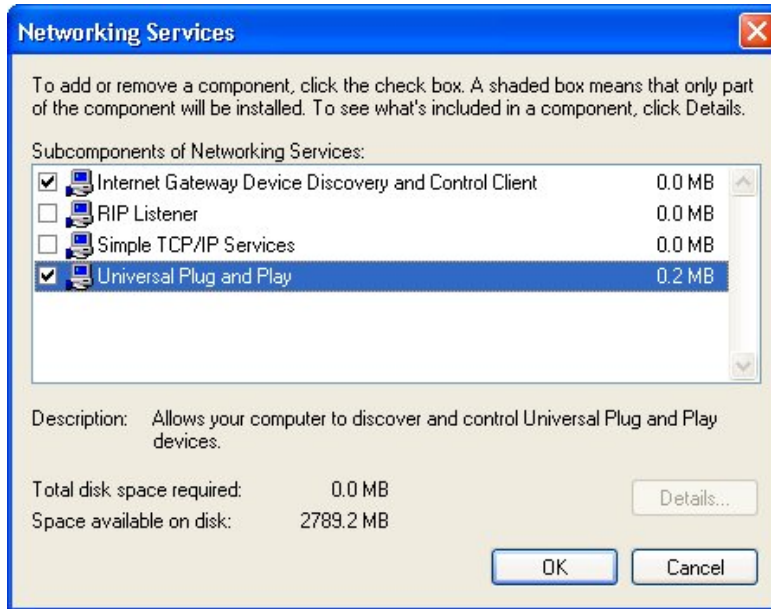 Networking Services
To add or remove a component, click the check box. A shaded box means that only part
of the component will be installed. To see what's included in a component, click Details.
Subcomponents of Networking Services:
Internet Gateway Device Discovery and Control Client 0.0 MB
RIP Listener 0.0 MB
Simple TCP/IP Services 0.0 MB
Universal Plug and Play 0.2 MB
Description: Allows your computer to discover and control Universal Plug and Play
devices.
Total disk space required: 0.0 MB
Details...
Space available on disk: 2789.2 MB
OK Cancel